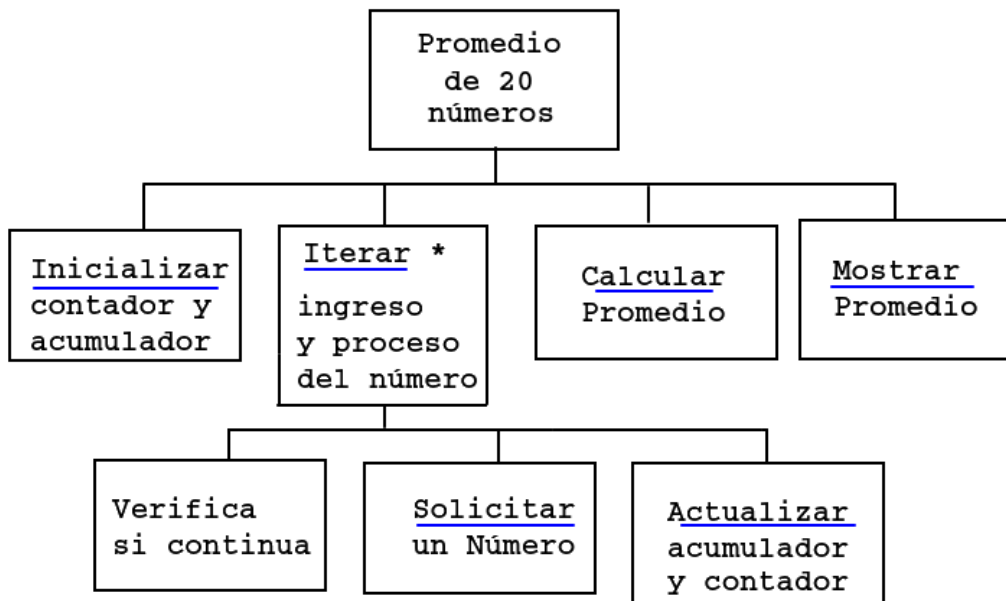 Promedio
de 20
números
Inicializar
contador y
acumulador
Iterar *
ingreso
y proceso
del número
Calcular
Promedio
Mostrar
Promedio
Verifica
si continua
Solicitar
un Número
Actualizar
acumulador
y contador